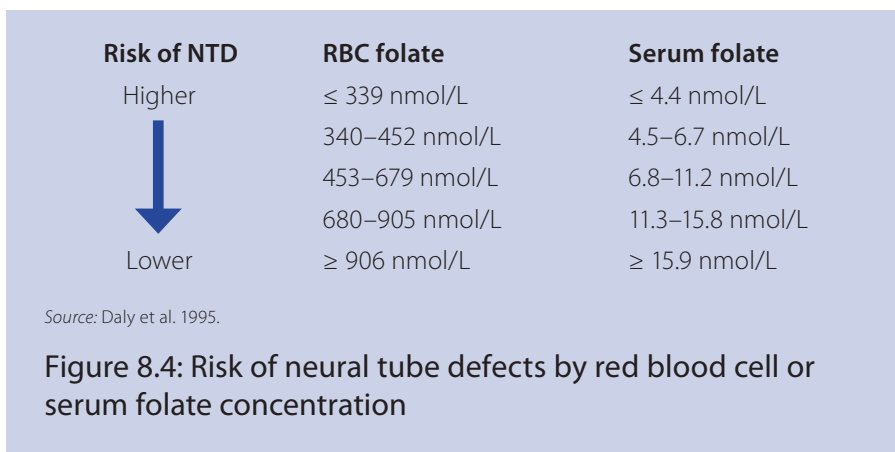 Risk of NTD RBC folate Serum folate
Higher ≤ 339 nmol/L ≤ 4.4 nmol/L
340–452 nmol/L 4.5–6.7 nmol/L
453–679 nmol/L 6.8–11.2 nmol/L
680–905 nmol/L 11.3–15.8 nmol/L
Lower ≥ 906 nmol/L ≥ 15.9 nmol/L
Source: Daly et al. 1995.
Figure 8.4: Risk of neural tube defects by red blood cell or
serum folate concentration